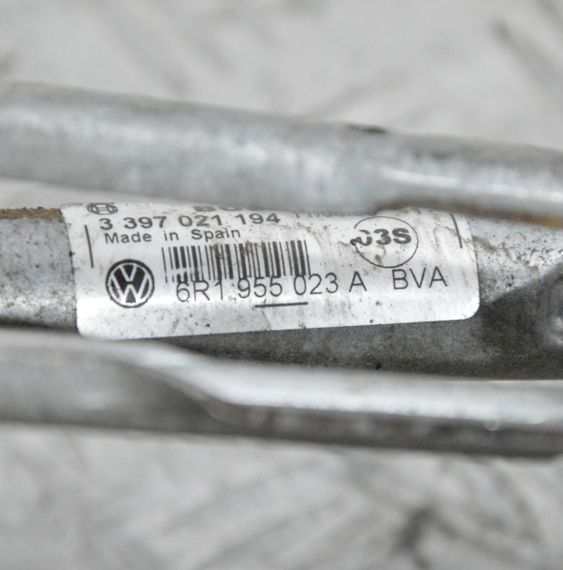 3 397 021 194
Made in Spain
03S
6R1 955 023 A BVA